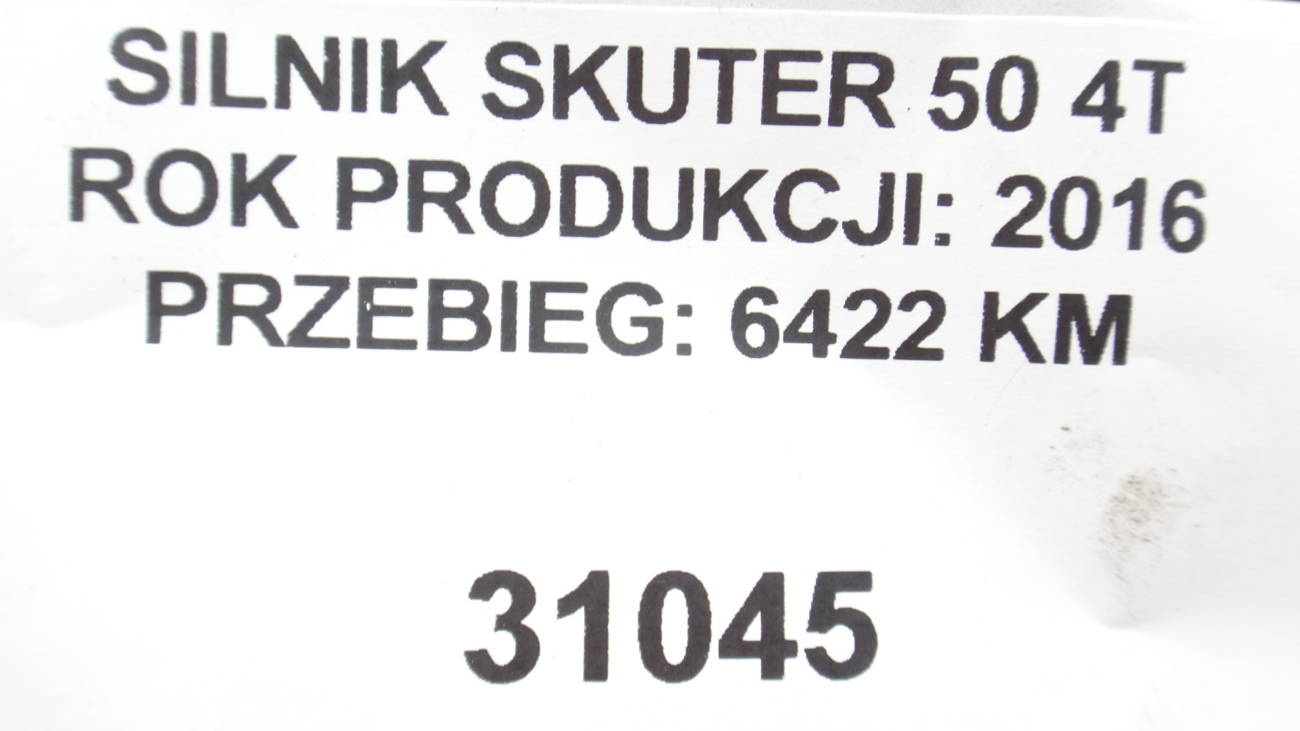 SILNIK SKUTER 50 4T
ROK PRODUKCJI: 2016
PRZEBIEG: 6422 KM
31045